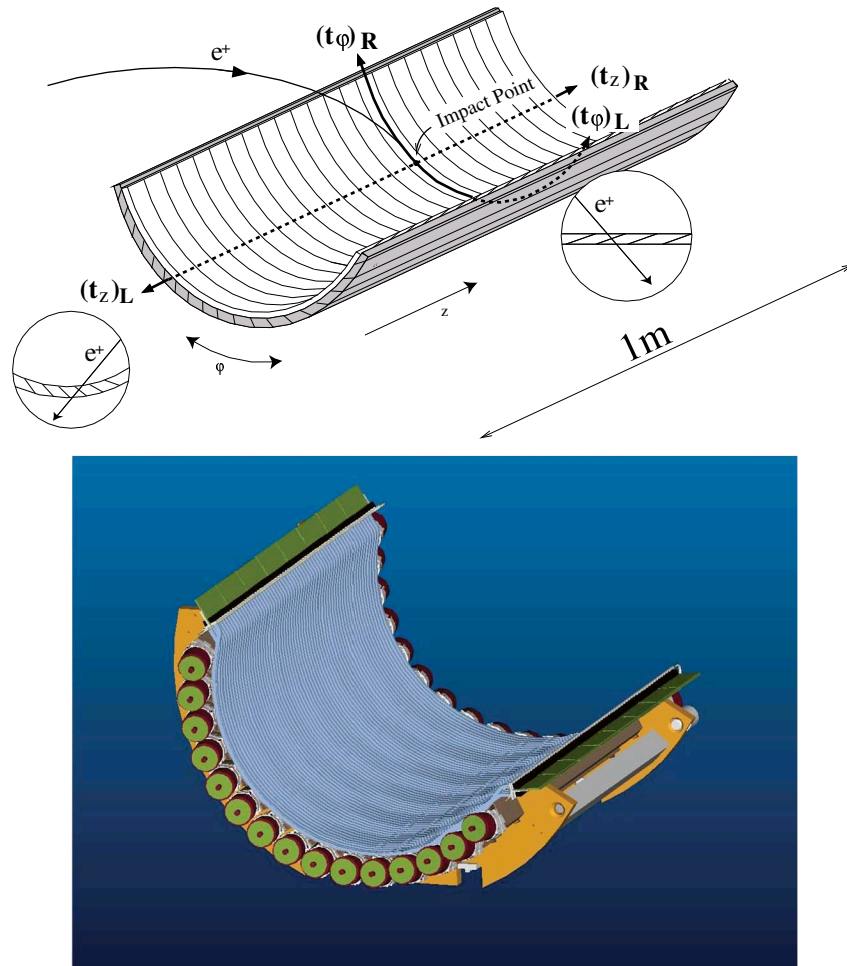 e+
(tφ)R
(tz)R
Impact Point
(tφ)L
e+
(tz)L
z
1m
e+
φ